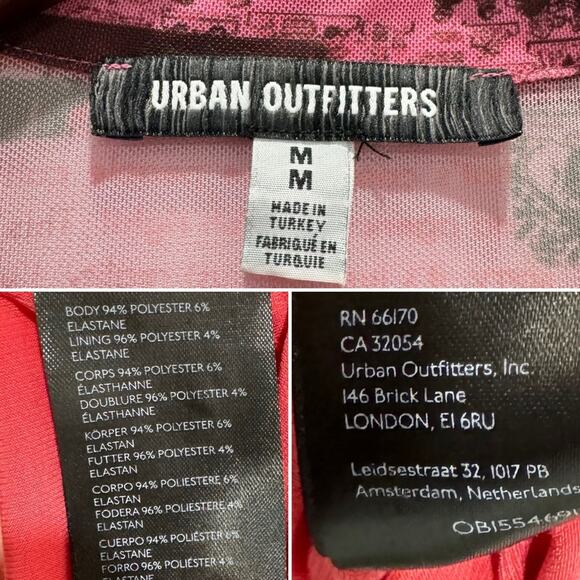 URBAN OUTFITTERS
M
M
MADE IN
TURKEY
FABRIQUÉ EN
TURQUIE
BODY 94% POLYESTER 6%
ELASTANE
LINING 96% POLYESTER 4%
ELASTANE
CORPS 94% POLYESTER 6%
ÉLASTHANNE
DOUBLURE 96% POLYESTER 4%
ÉLASTHANNE
KÖRPER 94% POLYESTER 6%
ELASTAN
FUTTER 96% POLYESTER 4%
ELASTAN
CORPO 94% POLIESTERE 6%
ELASTAN
FODERA 96% POLIESTERE 4%
ELASTAN
CUERPO 94% POLIESTER 6%
ELASTAN
FORRO 96% POLIESTER 4%
RN 66170
CA 32054
Urban Outfitters, Inc.
146 Brick Lane
LONDON, E1 6RU
Leidsestraat 32, 1017 PB
Amsterdam, Netherlands